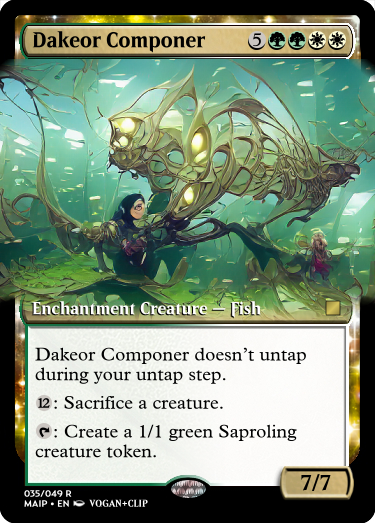 Dakeor Componer 5
Enchantment Creature — Fish
Dakeor Componer doesn't untap
during your untap step.
12: Sacrifice a creature.
: Create a 1/1 green Saproling
creature token.
035/049 R
MAIP • EN VOGAN+CLIP
7/7